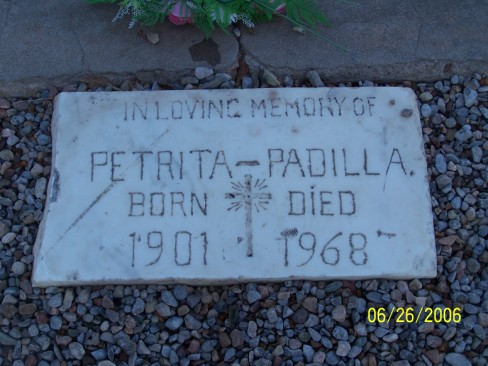 IN LOVING MEMORY OF
PETRITA-PADILLA.
BORN DIED
1901 1968
06/26/2006